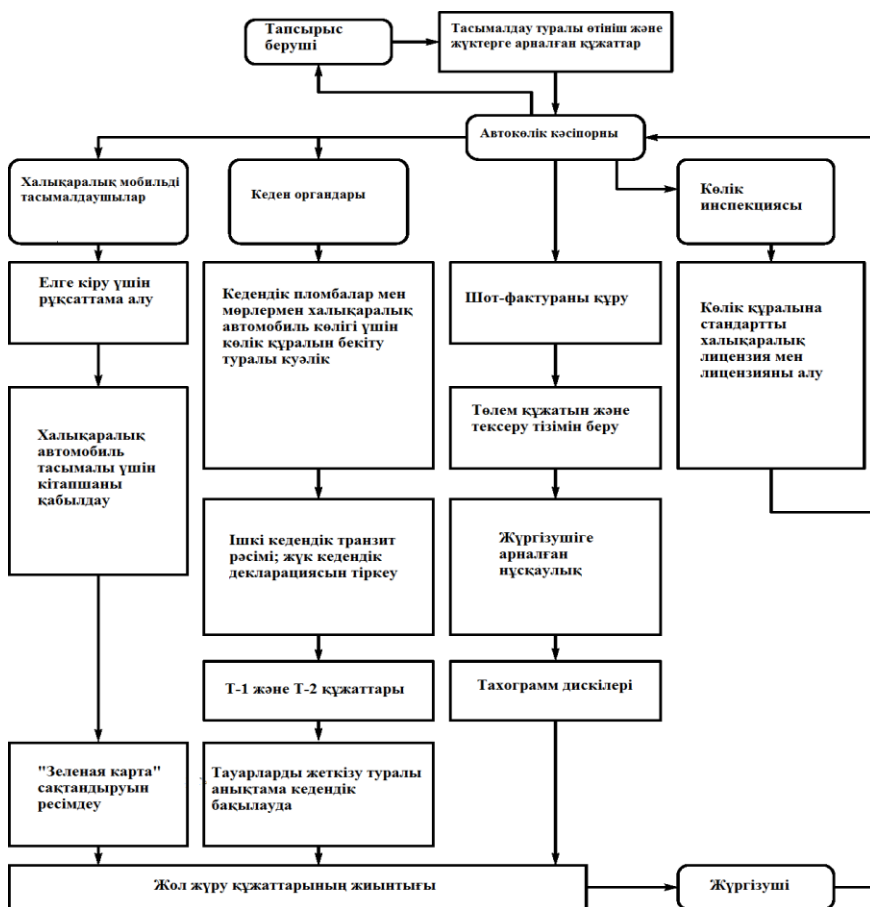 Тапсырыс
беруші
Тасымалдау туралы өтініш және
жүктерге арналған құжаттар
Автокөлік кәсіпорны
Халықаралық мобильді
тасымалдаушылар
Кеден органдары
Көлік
инспекциясы
Елге кіру үшін
рұқсаттама алу
Кедендік пломбалар мен
мөрлермен халықаралық
автомобиль көлігі үшін
көлік құралын бекіту
туралы куәлік
Шот-фактураны құру
Көлік құралына
стандартты
халықаралық
лицензия мен
лицензияны алу
Халықаралық
автомобиль
тасымалы үшін
кітапшаны
қабылдау
Төлем құжатын және
тексеру тізімін беру
Ішкі кедендік транзит
рәсімі; жүк кедендік
декларациясын тіркеу
Жүргізушіге
арналған
нұсқаулық
Т-1 және Т-2 құжаттары
Тахограмм дискілері
"Зеленая карта"
сақтандыруын
ресімдеу
Тауарларды жеткізу туралы
анықтама кедендік
бақылауда
Жол жүру құжаттарының жиынтығы
Жүргізуші